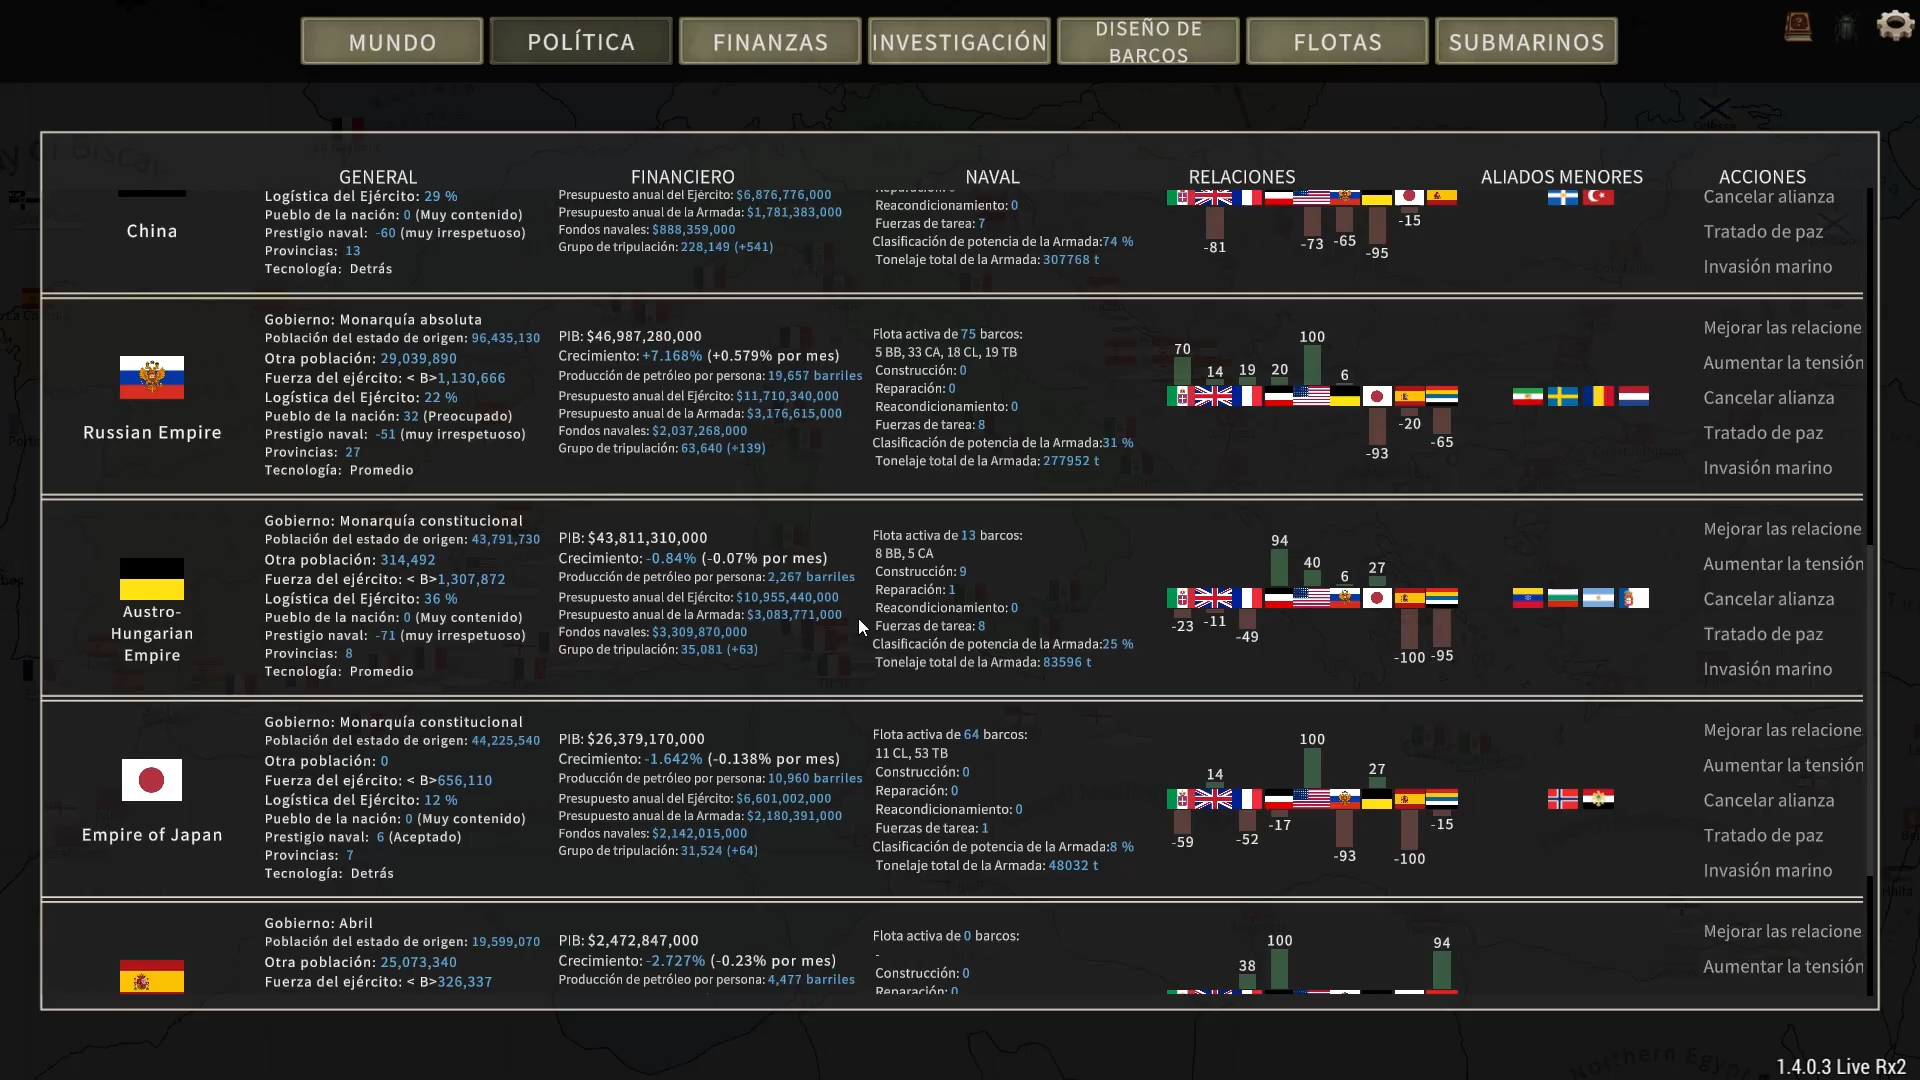 MUNDO
POLÍTICA
FINANZAS
INVESTIGACIÓN
DISEÑO DE
BARCOS
FLOTAS
SUBMARINOS
GENERAL
FINANCIERO
NAVAL
RELACIONES
ALIADOS MENORES
ACCIONES
China
Logística del Ejército: 29 %
Pueblo de la nación: 0 (Muy contenido)
Prestigio naval: -60 (muy irrespetuoso)
Provincias: 13
Tecnología: Detrás
Presupuesto anual del Ejército: $6,876,776,000
Presupuesto anual de la Armada: $1,781,383,000
Fondos navales: $888,359,000
Grupo de tripulación: 228,149 (+541)
Reacondicionamiento: 0
Fuerzas de tarea: 7
Clasificación de potencia de la Armada:74 %
Tonelaje total de la Armada: 307768 t
-81
-73
-65
-95
-15
Cancelar alianza
Tratado de paz
Invasión marino
Russian Empire
Gobierno: Monarquía absoluta
Población del estado de origen: 96,435,130
Otra población: 29,039,890
Fuerza del ejército: < B>1,130,666
Logística del Ejército: 22 %
Pueblo de la nación: 32 (Preocupado)
Prestigio naval: -51 (muy irrespetuoso)
Provincias: 27
Tecnología: Promedio
PIB: $46,987,280,000
Crecimiento: +7.168% (+0.579% por mes)
Producción de petróleo por persona: 19,657 barriles
Presupuesto anual del Ejército: $11,710,340,000
Presupuesto anual de la Armada: $3,176,615,000
Fondos navales: $2,037,268,000
Grupo de tripulación: 63,640 (+139)
Flota activa de 75 barcos:
5 BB, 33 CA, 18 CL, 19 TB
Construcción: 0
Reparación: 0
Reacondicionamiento: 0
Fuerzas de tarea: 8
Clasificación de potencia de la Armada:31 %
Tonelaje total de la Armada: 277952 t
70
14
19
20
100
6
-93
-20
-65
Mejorar las relacione
Aumentar la tensión
Cancelar alianza
Tratado de paz
Invasión marino
Austro-
Hungarian
Empire
Gobierno: Monarquía constitucional
Población del estado de origen: 43,791,730
Otra población: 314,492
Fuerza del ejército: < B>1,307,872
Logística del Ejército: 36 %
Pueblo de la nación: 0 (Muy contenido)
Prestigio naval: -71 (muy irrespetuoso)
Provincias: 8
Tecnología: Promedio
PIB: $43,811,310,000
Crecimiento: -0.84% (-0.07% por mes)
Producción de petróleo por persona: 2,267 barriles
Presupuesto anual del Ejército: $10,955,440,000
Presupuesto anual de la Armada: $3,083,771,000
Fondos navales: $3,309,870,000
Grupo de tripulación: 35,081 (+63)
Flota activa de 13 barcos:
8 BB, 5 CA
Construcción: 9
Reparación: 1
Reacondicionamiento: 0
Fuerzas de tarea: 8
Clasificación de potencia de la Armada:25 %
Tonelaje total de la Armada: 83596 t
-23
-11
-49
94
40
6
27
-100
-95
Mejorar las relacione
Aumentar la tensión
Cancelar alianza
Tratado de paz
Invasión marino
Empire of Japan
Gobierno: Monarquía constitucional
Población del estado de origen: 44,225,540
Otra población: 0
Fuerza del ejército: < B>656,110
Logística del Ejército: 12 %
Pueblo de la nación: 0 (Muy contenido)
Prestigio naval: 6 (Aceptado)
Provincias: 7
Tecnología: Detrás
PIB: $26,379,170,000
Crecimiento: -1.642% (-0.138% por mes)
Producción de petróleo por persona: 10,960 barriles
Presupuesto anual del Ejército: $6,601,002,000
Presupuesto anual de la Armada: $2,180,391,000
Fondos navales: $2,142,015,000
Grupo de tripulación: 31,524 (+64)
Flota activa de 64 barcos:
11 CL, 53 TB
Construcción: 0
Reparación: 0
Reacondicionamiento: 0
Fuerzas de tarea: 1
Clasificación de potencia de la Armada:8 %
Tonelaje total de la Armada: 48032 t
-59
14
-52
-17
100
-93
27
-100
-15
Mejorar las relacione
Aumentar la tensión
Cancelar alianza
Tratado de paz
Invasión marino
Gobierno: Abril
Población del estado de origen: 19,599,070
Otra población: 25,073,340
Fuerza del ejército: < B>326,337
PIB: $2,472,847,000
Crecimiento: -2.727% (-0.23% por mes)
Producción de petróleo por persona: 4,477 barriles
Flota activa de 0 barcos:
-
Construcción: 0
Reparación: 0
38
100
94
Mejorar las relacione
Aumentar la tensión
Northern Egypt
1.4.0.3 Live Rx2